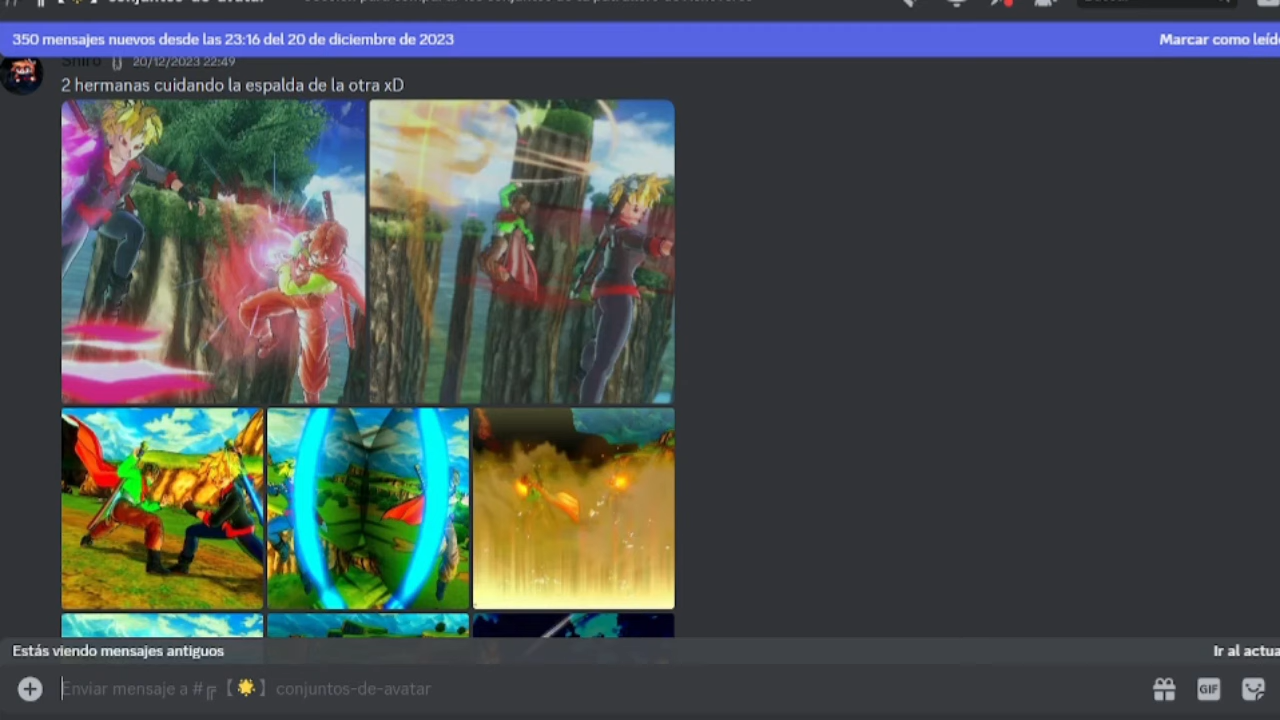 350 mensajes nuevos desde las 23:16 del 20 de diciembre de 2023
Marcar como leíd
Shiro 20/12/2023 22:49
2 hermanas cuidando la espalda de la otra xD
Estás viendo mensajes antiguos
Ir al actua
Enviar mensaje a #╔【🌟】conjuntos-de-avatar
GIF